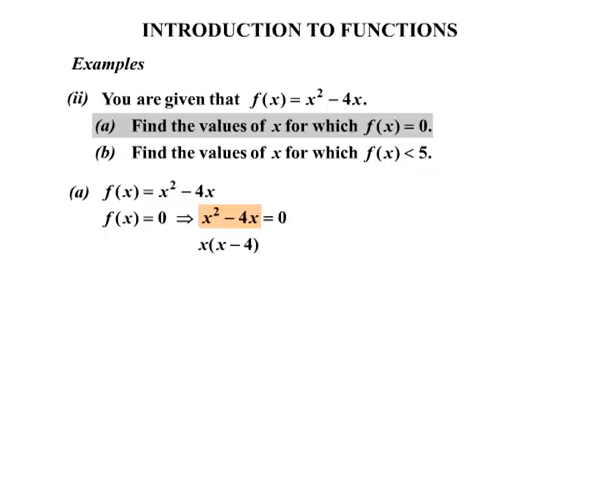 INTRODUCTION TO FUNCTIONS
Examples
(ii) You are given that f(x) = x² – 4x.
(a) Find the values of x for which f(x) = 0.
(b) Find the values of x for which f(x) < 5.
(a) f(x) = x² – 4x
f(x) = 0 ⇒ x² – 4x = 0
x(x – 4)